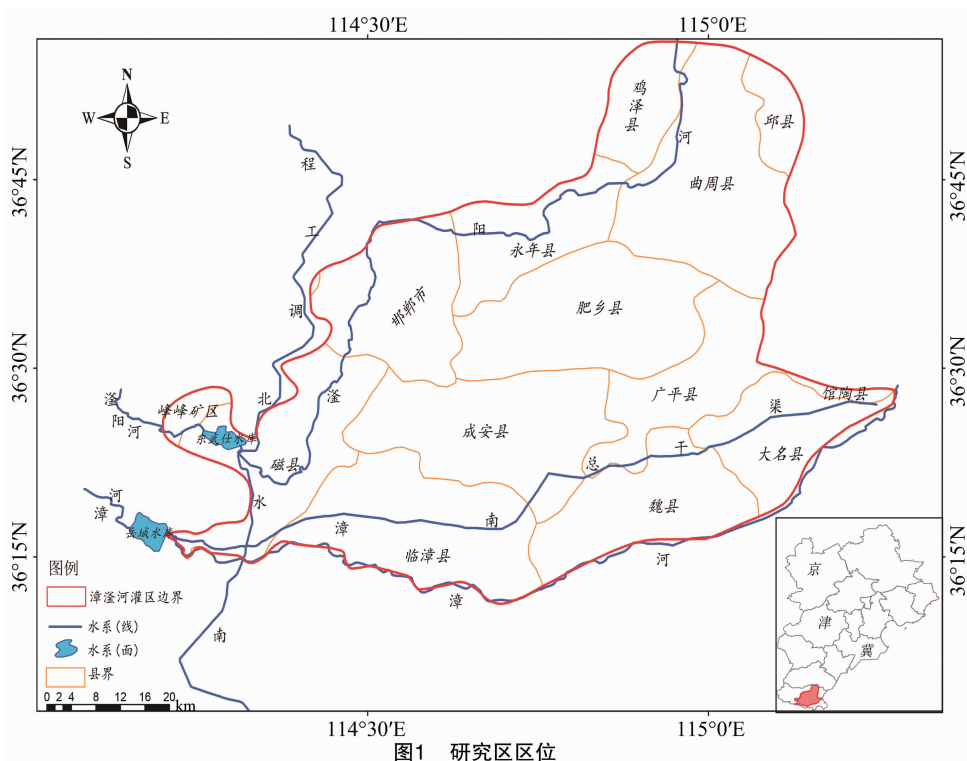 114°30′E
115°0′E
N
W
E
S
36°45′N
36°30′N
36°15′N
36°45′N
36°30′N
36°15′N
鸡泽县
邱县
河
曲周县
程
工
调
北
水
南
阳
永年县
邯郸市
肥乡县
滏
滏阳河
峰峰矿区
东武仕水库
磁县
成安县
广平县
馆陶县
渠
干
总
南
漳
大名县
魏县
河
漳
岳城水库
临漳县
漳
河
图例
漳滏河灌区边界
水系(线)
水系(面)
县界
0 2 4 8 12 16 20
km
京
津
冀
114°30′E
115°0′E
图1 研究区区位